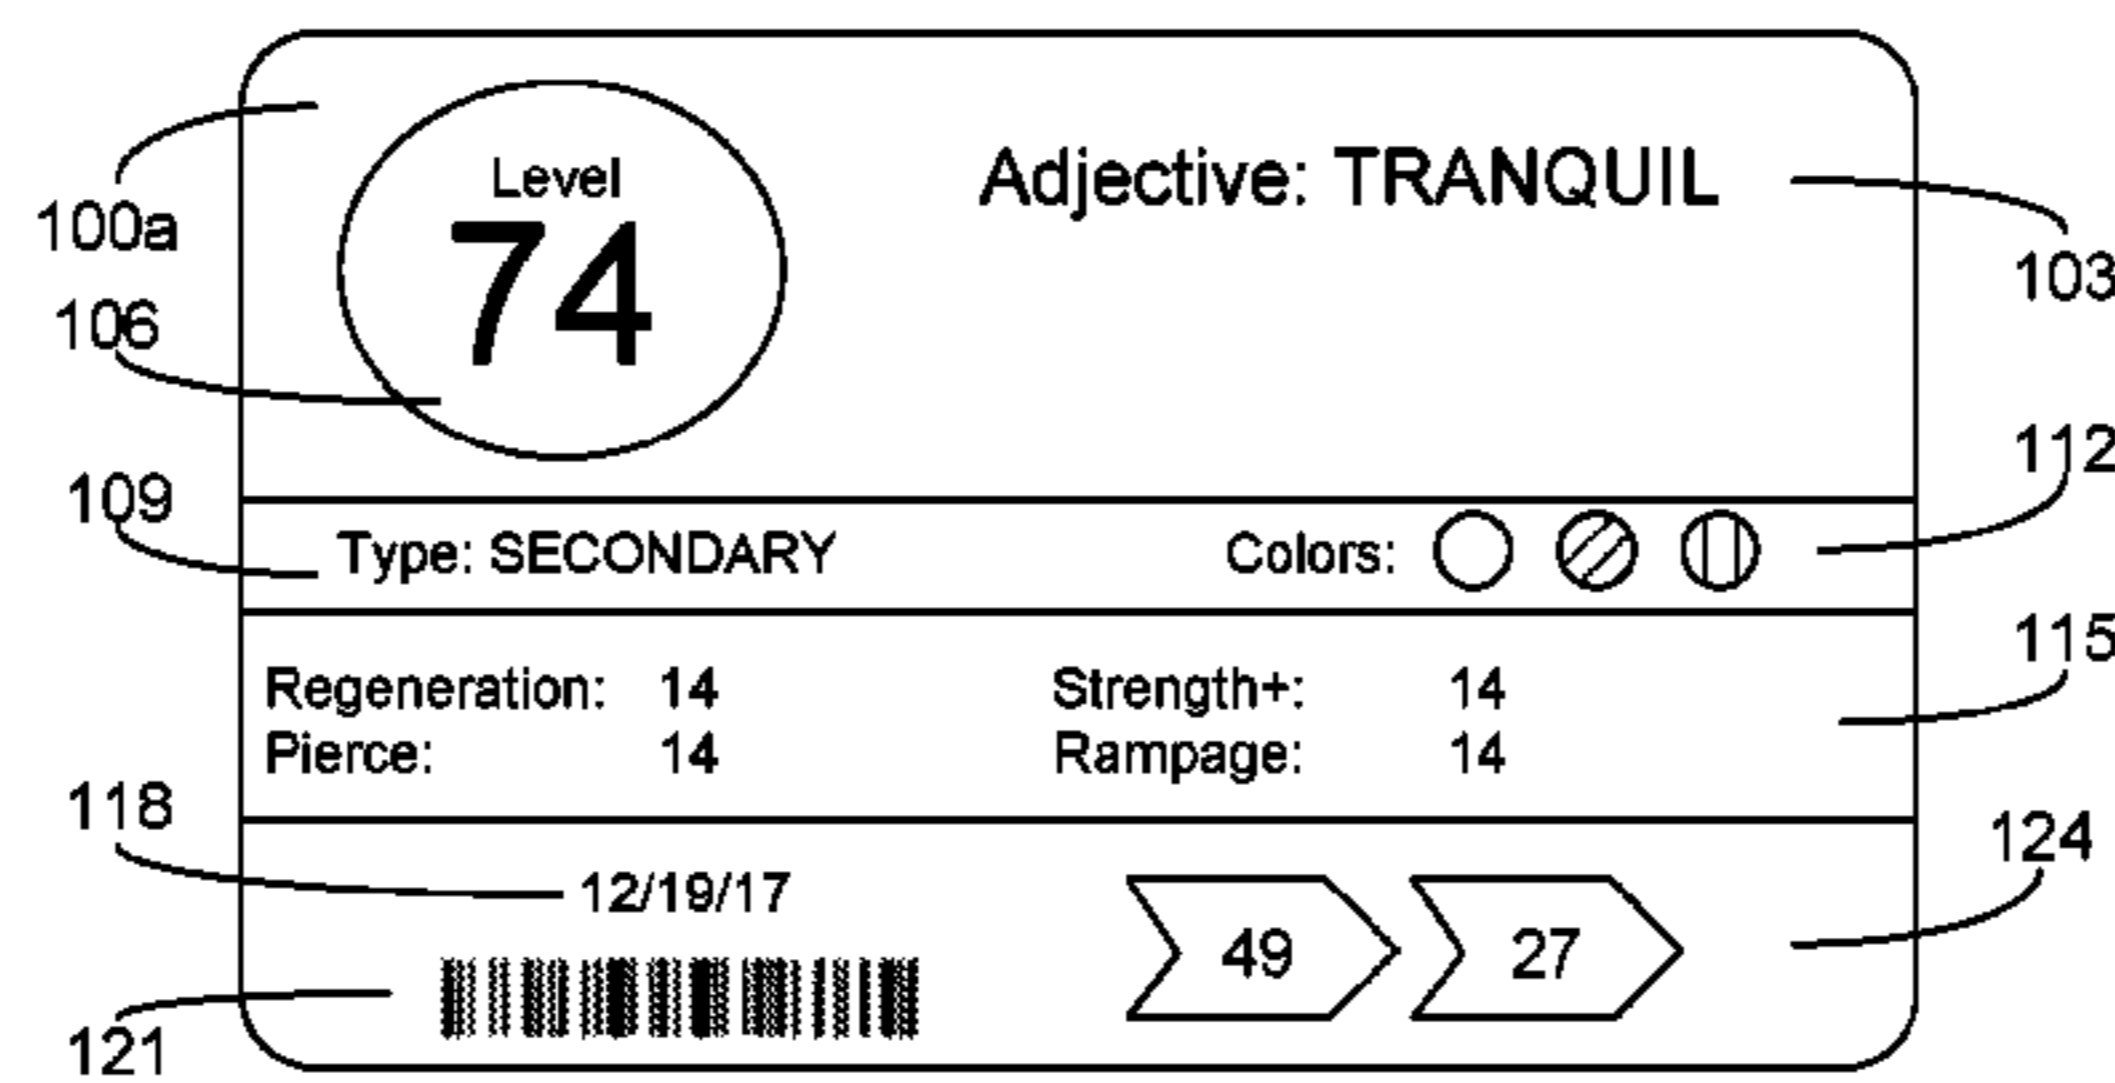 Level
74
Adjective: TRANQUIL
100a
103
106
112
109
Type: SECONDARY Colors:
115
Regeneration: 14 Strength+: 14
Pierce: 14 Rampage: 14
118
124
12/19/17
49 27
121